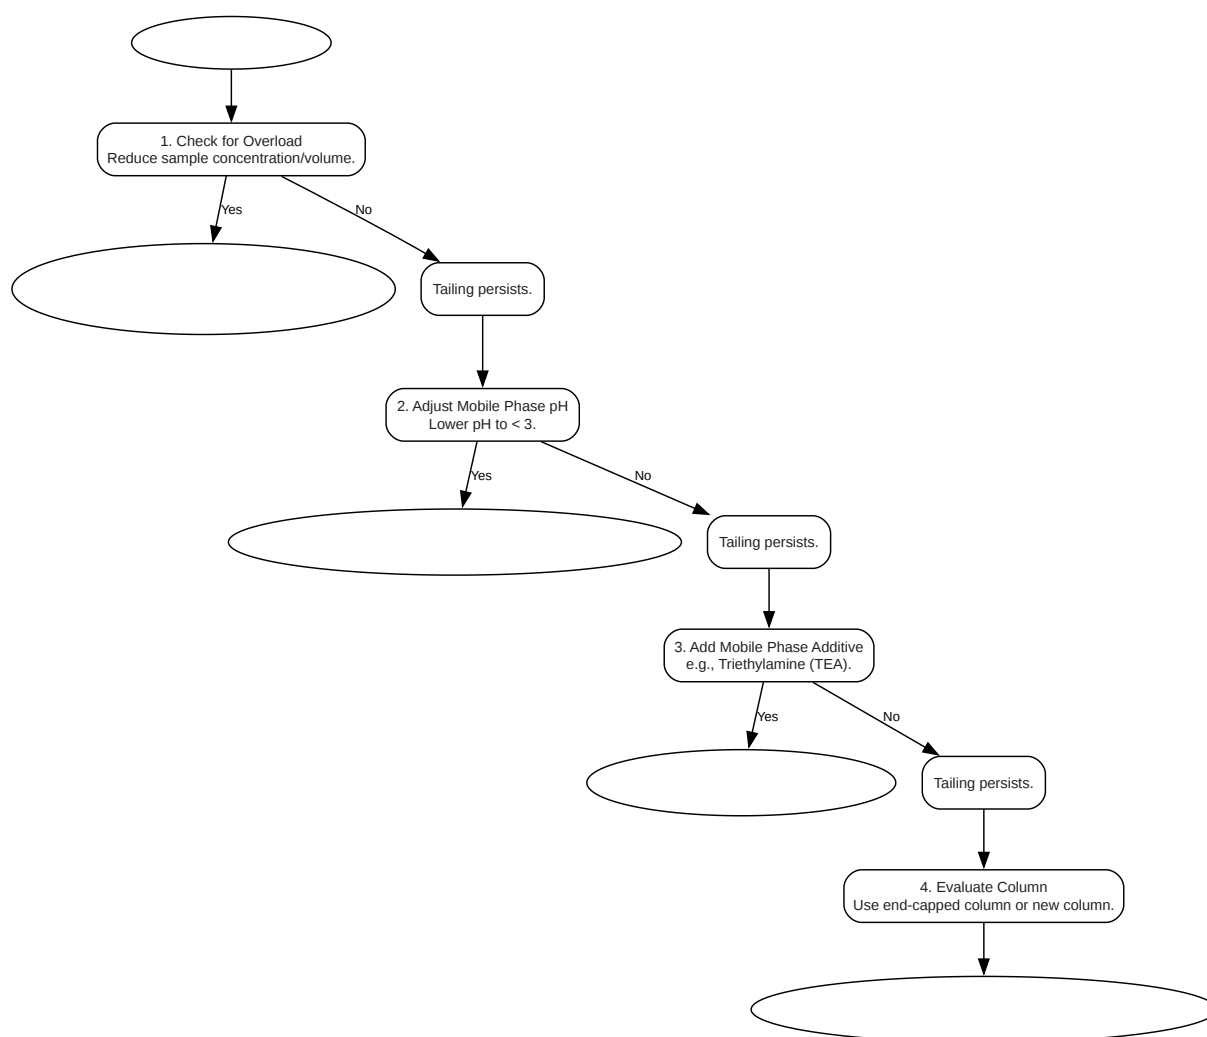 1. Check for Overload
Reduce sample concentration/volume.
Yes
No
Tailing persists.
2. Adjust Mobile Phase pH
Lower pH to < 3.
Yes
No
Tailing persists.
3. Add Mobile Phase Additive
e.g., Triethylamine (TEA).
Yes
No
Tailing persists.
4. Evaluate Column
Use end-capped column or new column.